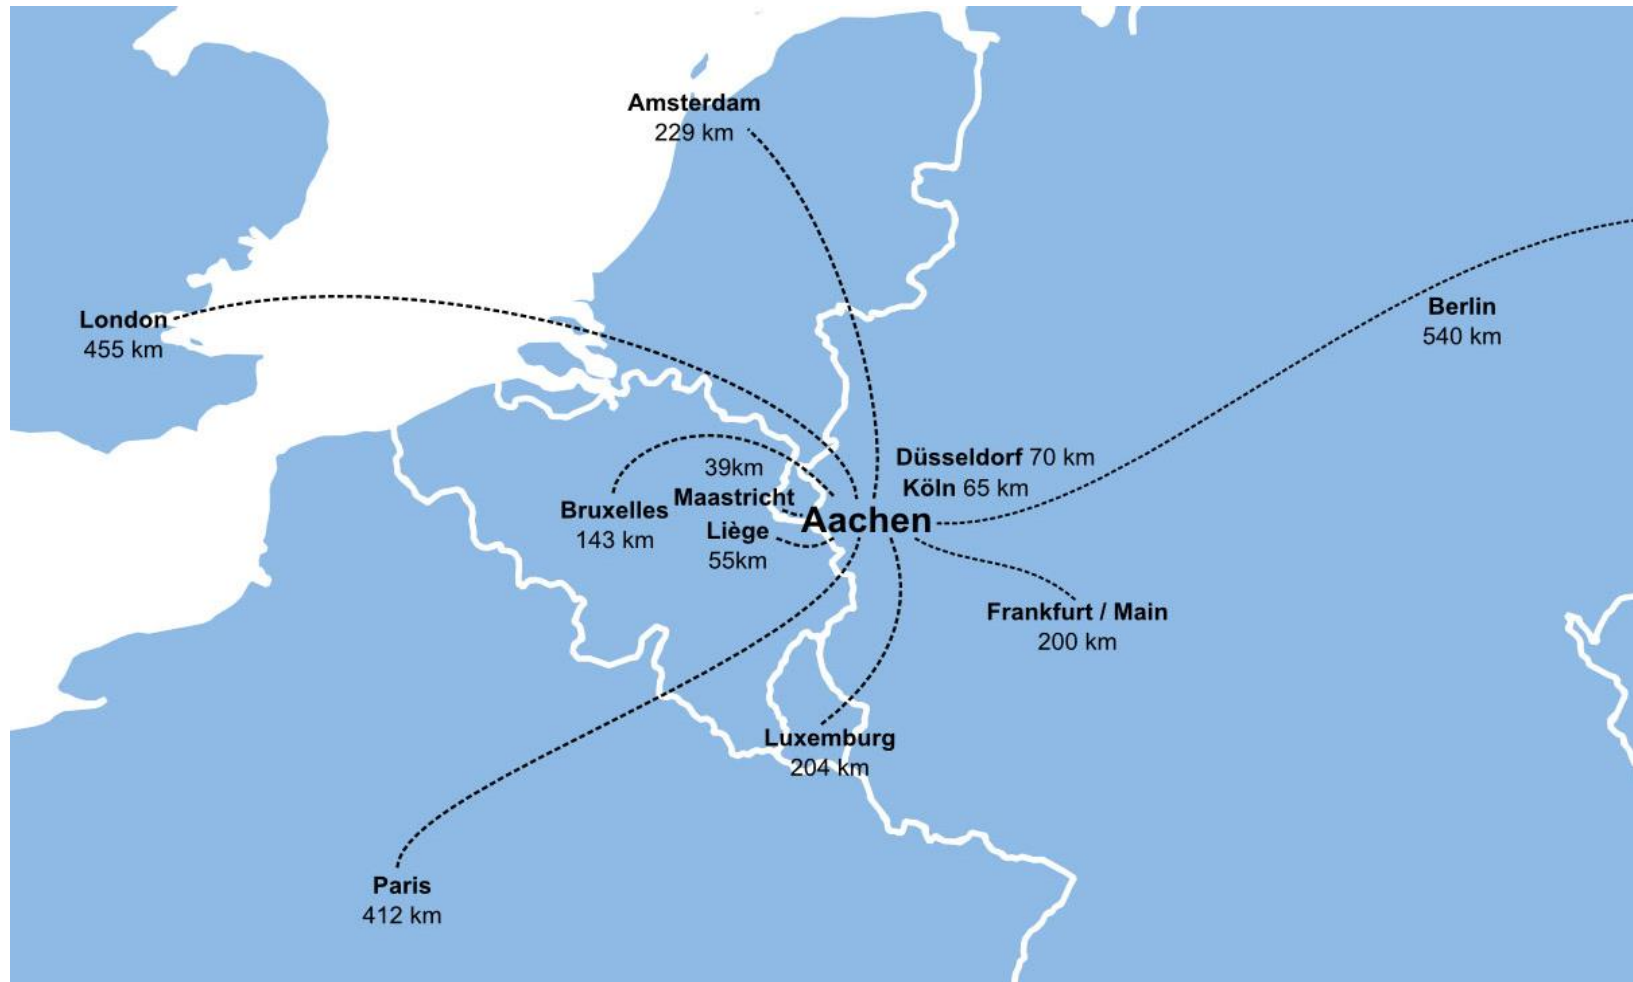 Amsterdam
229 km
London
455 km
Berlin
540 km
Düsseldorf 70 km
Köln 65 km
39km
Maastricht
Bruxelles
143 km
Aachen
Liège
55km
Frankfurt / Main
200 km
Luxemburg
204 km
Paris
412 km